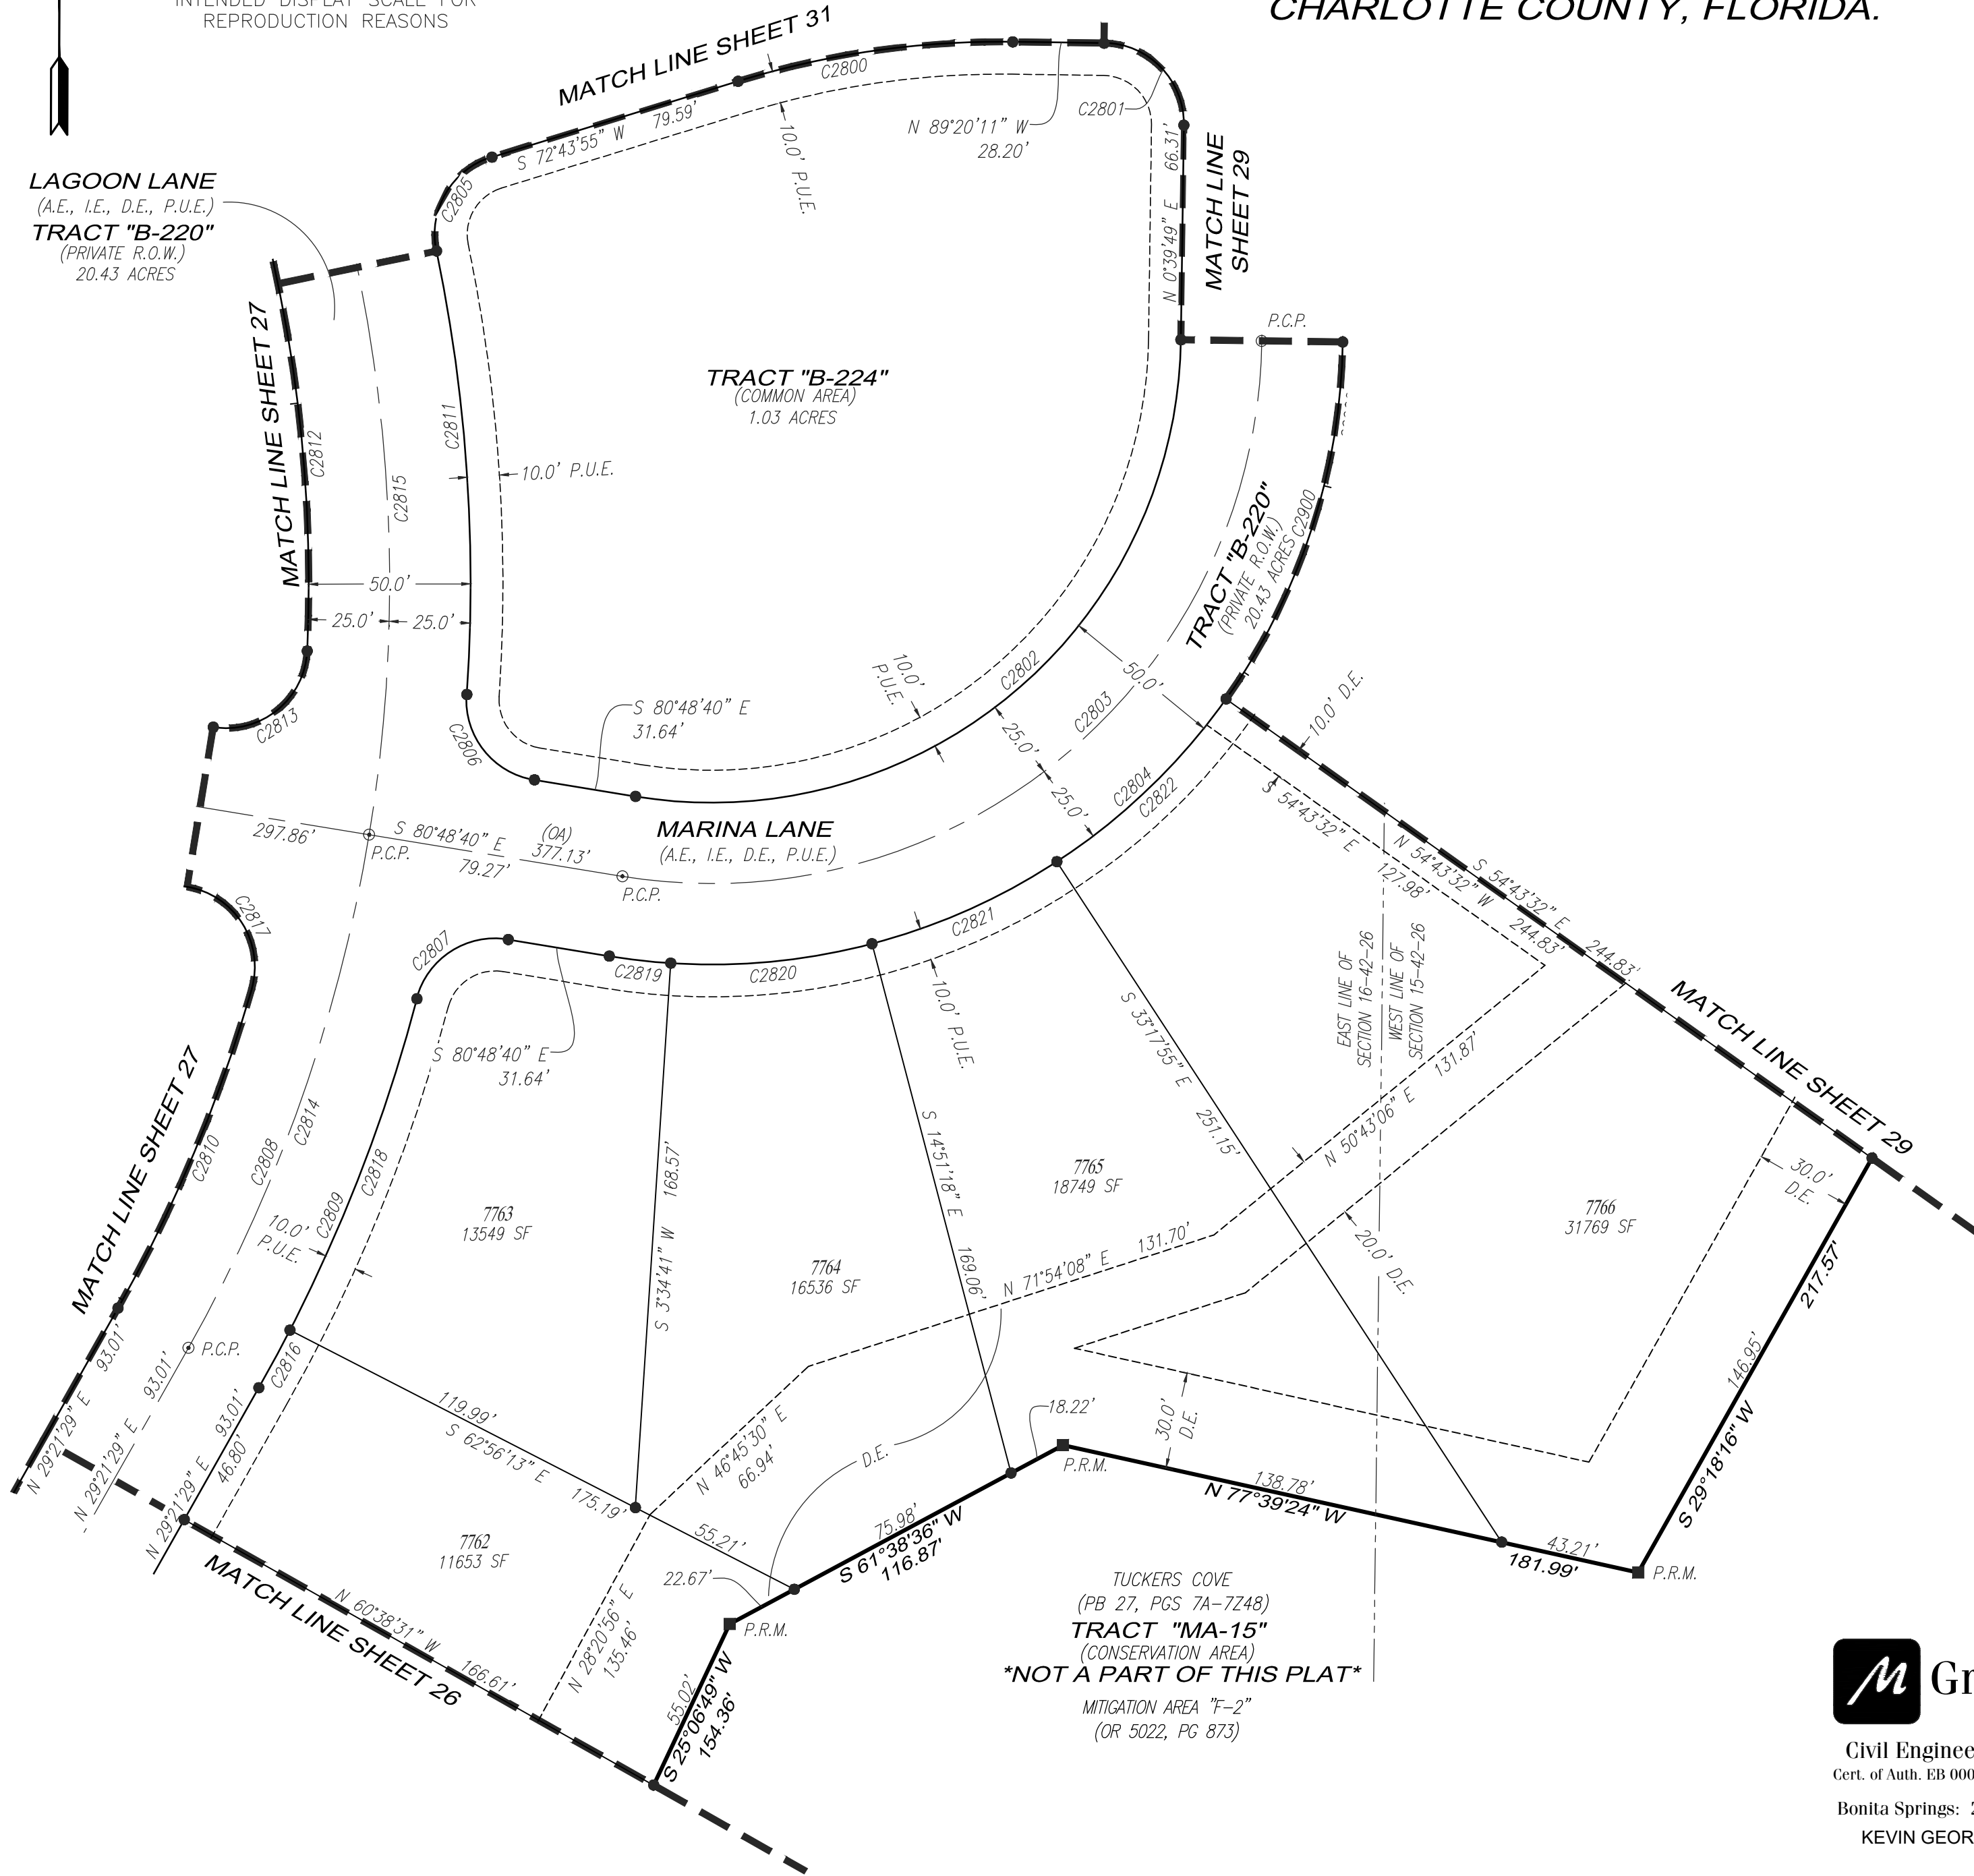 INTENDED DISPLAY SCALE FOR
REPRODUCTION REASONS
CHARLOTTE COUNTY, FLORIDA.
MATCH LINE SHEET 31
C2800
S 72°43'55" W 79.59'
10.0' P.U.E.
N 89°20'11" W
28.20'
C2801
N 0°39'49" E 66.31'
MATCH LINE
SHEET 29
LAGOON LANE
(A.E., I.E., D.E., P.U.E.)
TRACT "B-220"
(PRIVATE R.O.W.)
20.43 ACRES
C2805
MATCH LINE SHEET 27
C2812
C2815
C2811
10.0' P.U.E.
TRACT "B-224"
(COMMON AREA)
1.03 ACRES
P.C.P.
TRACT "B-220"
(PRIVATE R.O.W.)
20.43 ACRES
C2900
50.0'
25.0'
25.0'
C2813
C2806
S 80°48'40" E
31.64'
10.0'
P.U.E.
C2802
50.0'
C2803
25.0'
25.0'
C2804
C2822
10.0' D.E.
297.86'
P.C.P.
S 80°48'40" E
79.27'
(OA)
377.13'
P.C.P.
MARINA LANE
(A.E., I.E., D.E., P.U.E.)
S 54°43'32" E 127.98'
N 54°43'32" W 244.83'
S 54°43'32" E 244.83'
C2817
C2807
C2819
C2820
C2821
S 80°48'40" E
31.64'
10.0' P.U.E.
S 33°17'55" E 251.15'
EAST LINE OF
SECTION 16-42-26
WEST LINE OF
SECTION 15-42-26
MATCH LINE SHEET 29
MATCH LINE SHEET 27
C2810
C2808
C2814
C2809
C2818
10.0'
P.U.E.
7763
13549 SF
S 3°34'41" W 168.57'
S 14°51'18" E 169.06'
7764
16536 SF
7765
18749 SF
N 50°43'06" E 131.87'
N 71°54'08" E 131.70'
20.0' D.E.
7766
31769 SF
30.0'
D.E.
217.57'
146.95'
S 29°18'16" W
P.C.P.
C2816
N 29°21'29" E 93.01'
N 29°21'29" E 93.01'
N 29°21'29" E 93.01'
46.80'
119.99'
S 62°56'13" E
175.19'
55.21'
N 46°45'30" E
66.94'
D.E.
18.22'
P.R.M.
30.0'
D.E.
138.78'
N 77°39'24" W
43.21'
181.99'
P.R.M.
7762
11653 SF
22.67'
P.R.M.
75.98'
S 61°38'36" W
116.87'
N 28°20'56" E
135.46'
55.02'
S 25°06'49" W
154.36'
N 60°38'31" W 166.61'
MATCH LINE SHEET 26
TUCKERS COVE
(PB 27, PGS 7A-7Z48)
TRACT "MA-15"
(CONSERVATION AREA)
*NOT A PART OF THIS PLAT*
MITIGATION AREA "F-2"
(OR 5022, PG 873)
M Gr
Civil Enginee
Cert. of Auth. EB 000
Bonita Springs: 2
KEVIN GEOR